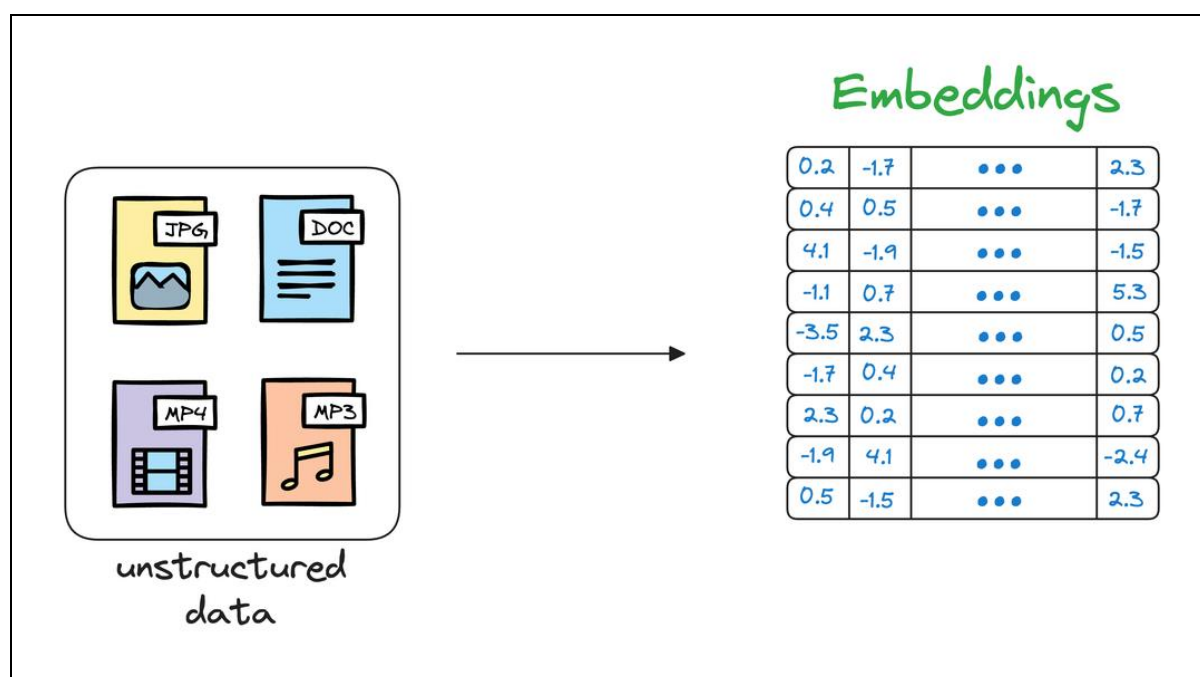 Embeddings
JPG
DOC
MP4
MP3
unstructured
data
0.2 -1.7 ••• 2.3
0.4 0.5 ••• -1.7
4.1 -1.9 ••• -1.5
-1.1 0.7 ••• 5.3
-3.5 2.3 ••• 0.5
-1.7 0.4 ••• 0.2
2.3 0.2 ••• 0.7
-1.9 4.1 ••• -2.4
0.5 -1.5 ••• 2.3